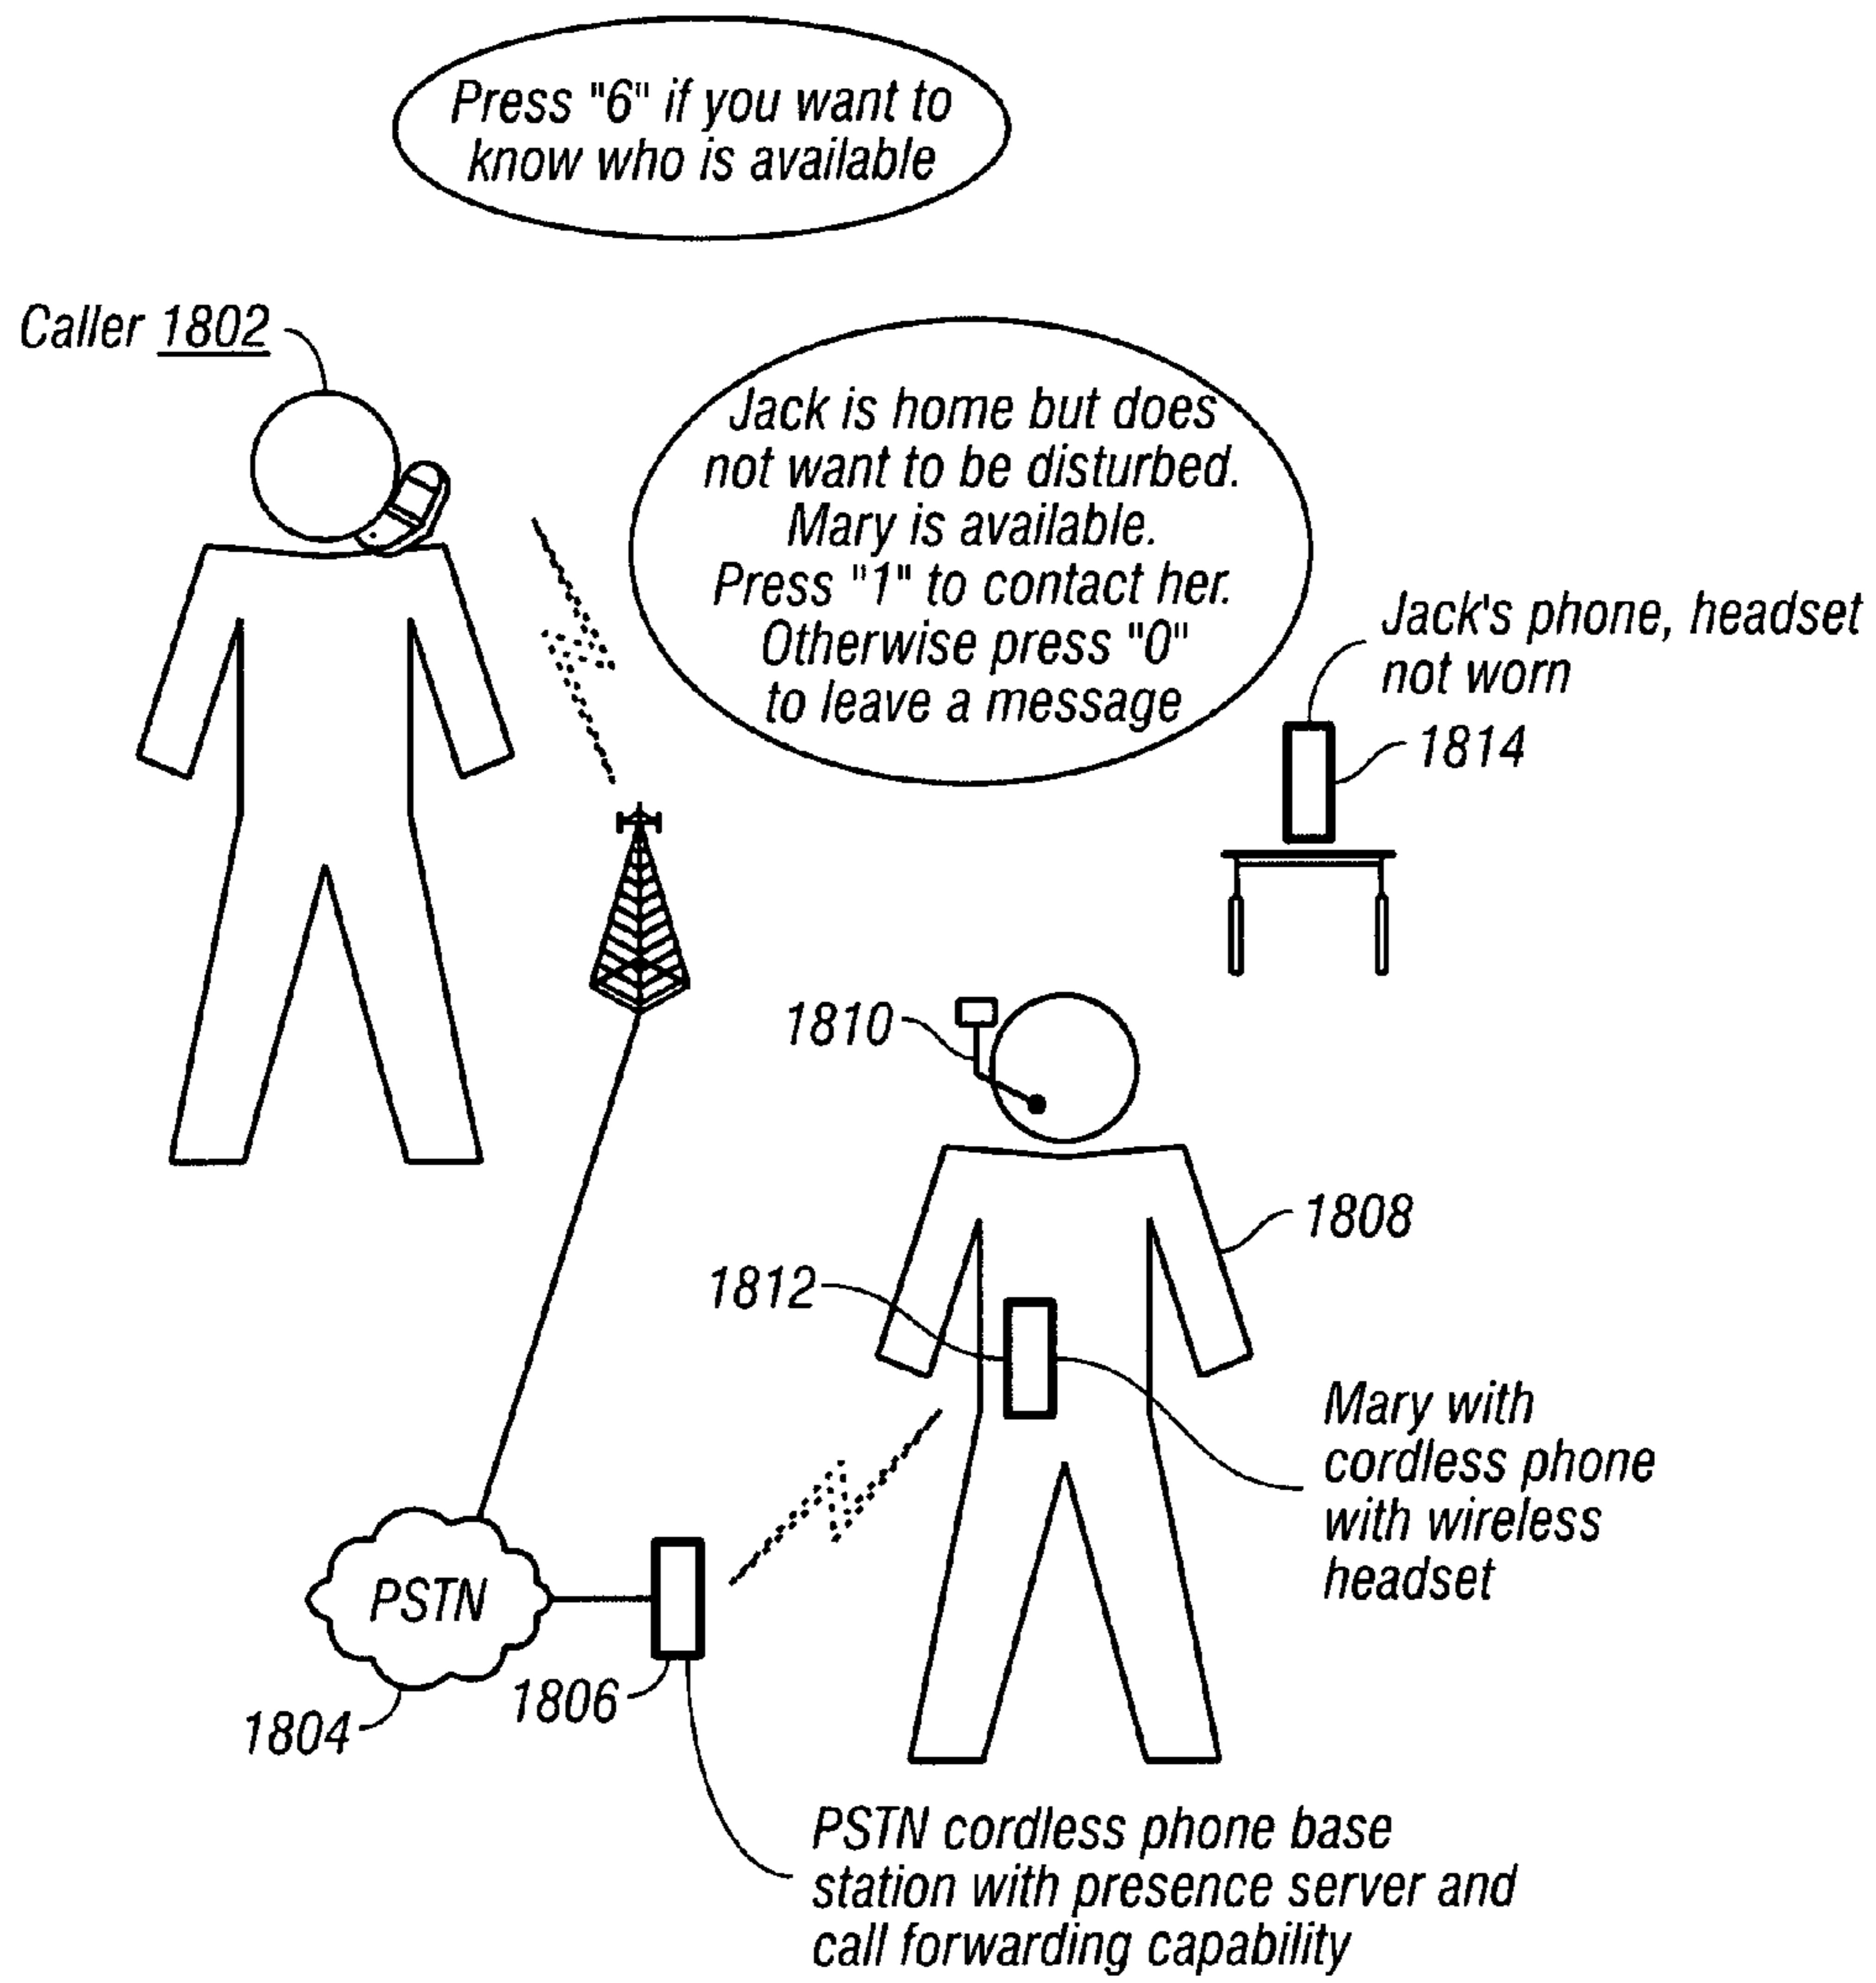 Press "6" if you want to
know who is available
Caller 1802
Jack is home but does
not want to be disturbed.
Mary is available.
Press "1" to contact her.
Otherwise press "0"
to leave a message
Jack's phone, headset
not worn
1814
1810
1808
1812
Mary with
cordless phone
with wireless
headset
PSTN
1806
1804
PSTN cordless phone base
station with presence server and
call forwarding capability